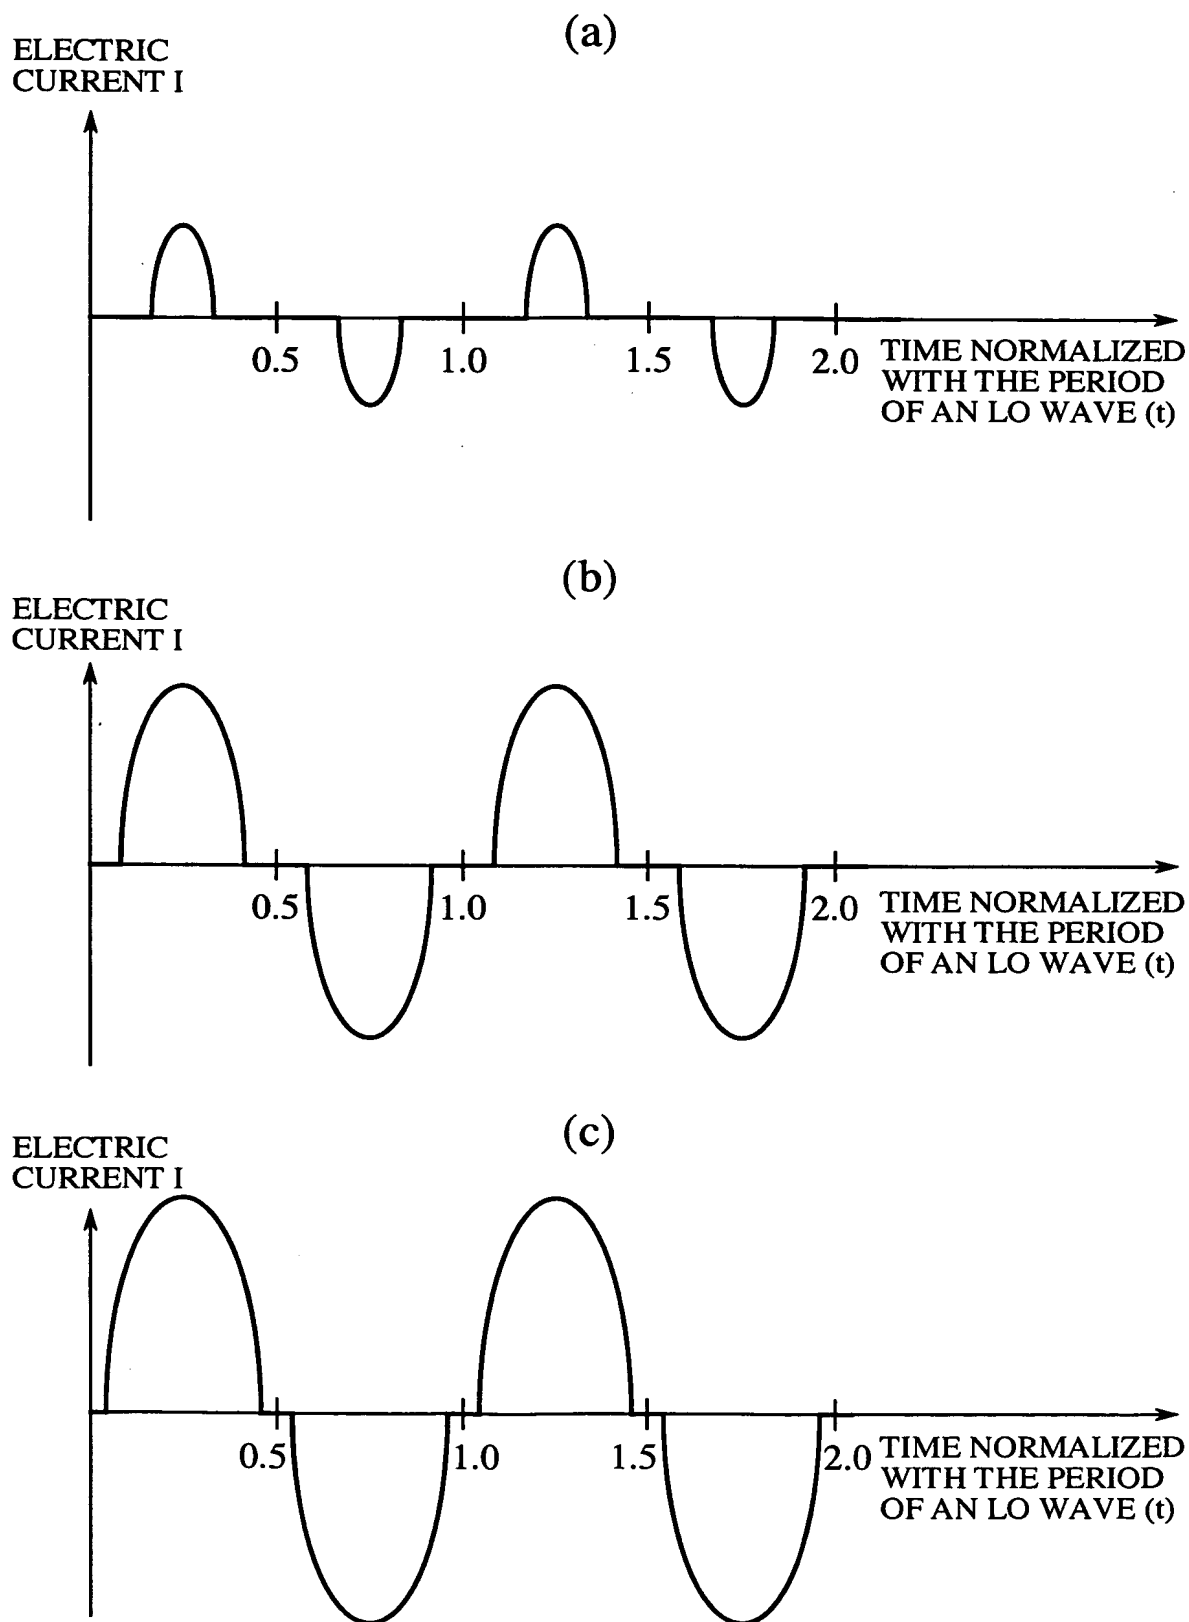 (a)
ELECTRIC
CURRENT I
0.5
1.0
1.5
2.0
TIME NORMALIZED
WITH THE PERIOD
OF AN LO WAVE (t)
(b)
ELECTRIC
CURRENT I
0.5
1.0
1.5
2.0
TIME NORMALIZED
WITH THE PERIOD
OF AN LO WAVE (t)
(c)
ELECTRIC
CURRENT I
0.5
1.0
1.5
2.0
TIME NORMALIZED
WITH THE PERIOD
OF AN LO WAVE (t)